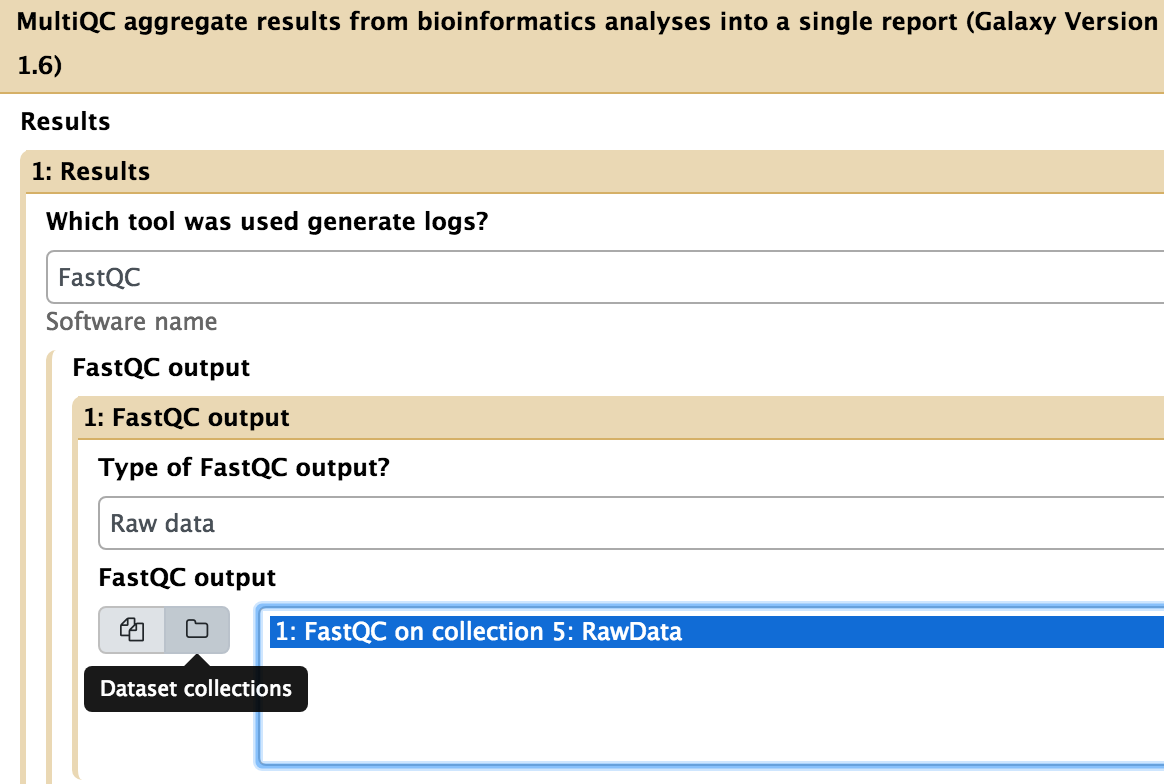 MultiQC aggregate results from bioinformatics analyses into a single report (Galaxy Version
1.6)
Results
1: Results
Which tool was used generate logs?
FastQC
Software name
FastQC output
1: FastQC output
Type of FastQC output?
Raw data
FastQC output
1: FastQC on collection 5: RawData
Dataset collections